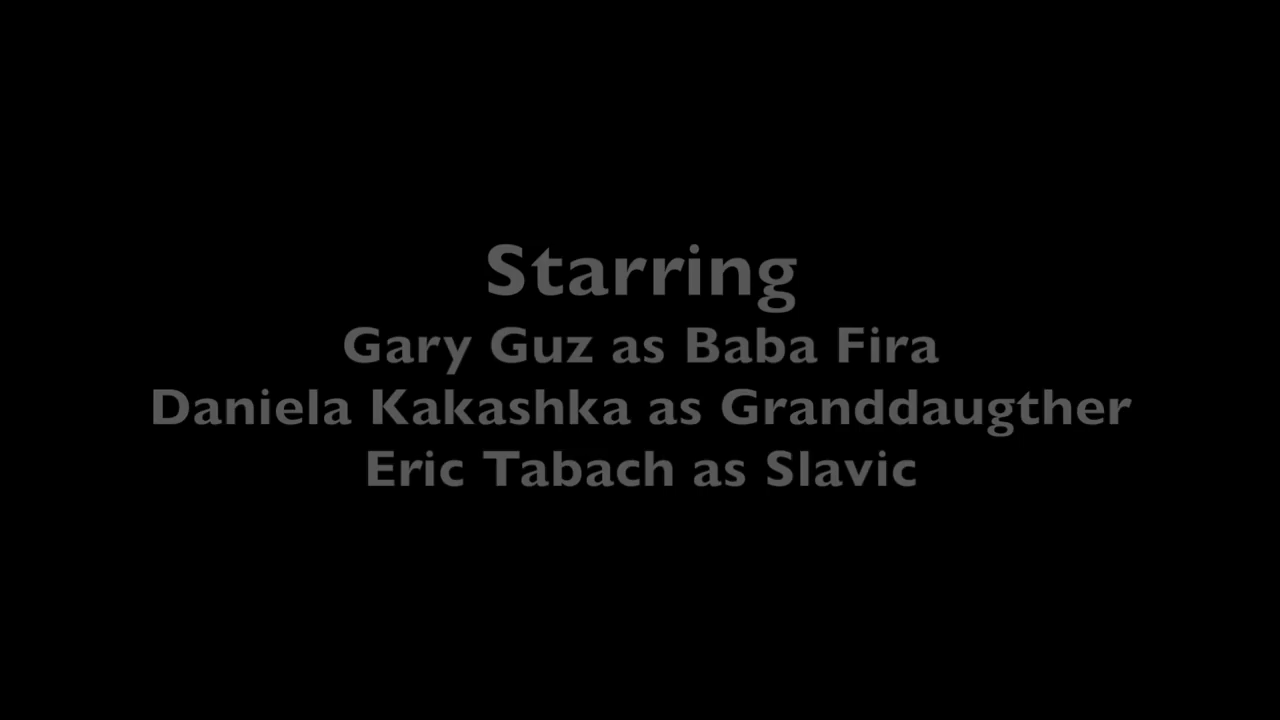 Starring
Gary Guz as Baba Fira
Daniela Kakashka as Granddaugther
Eric Tabach as Slavic